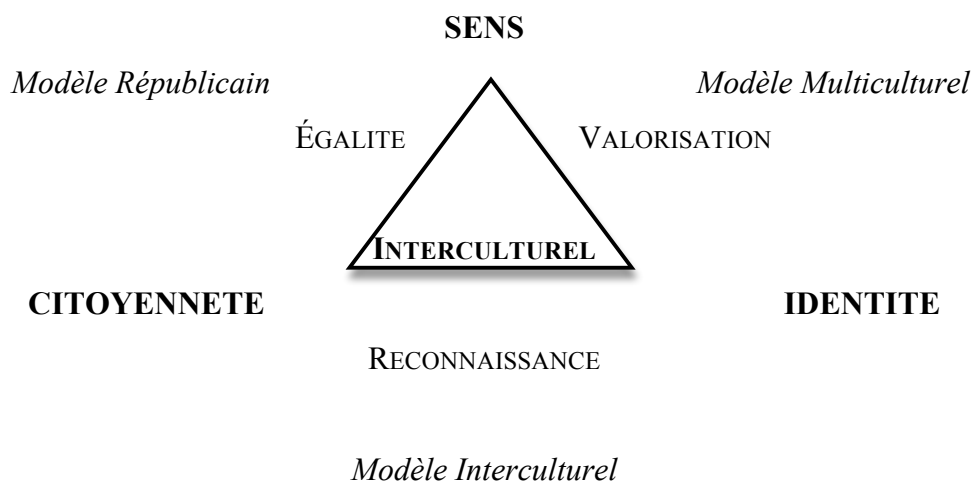 SENS
Modèle Républicain Modèle Multiculturel
ÉGALITE VALORISATION
INTERCULTUREL
CITOYENNETE IDENTITE
RECONNAISSANCE
Modèle Interculturel